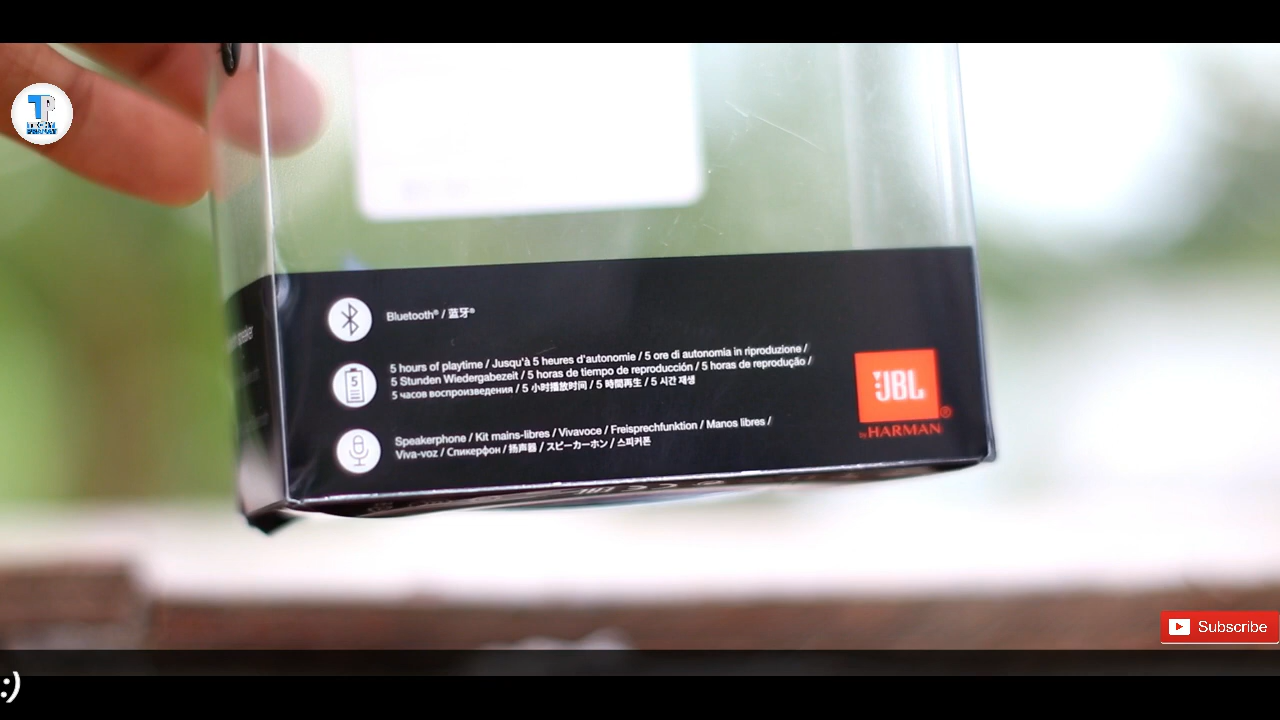 TP
Bluetooth® / 蓝牙®
5
5 hours of playtime / Jusqu'à 5 heures d'autonomie / 5 ore di autonomia in riproduzione /
5 Stunden Wiedergabezeit / 5 horas de tiempo de reproducción / 5 horas de reprodução /
5 часов воспроизведения / 5 小时播放时间 / 5 時間再生 / 5 시간 재생
Speakerphone / Kit mains-libres / Vivavoce / Freisprechfunktion / Manos libres /
Viva-voz / Спикерфон / 扬声器 / スピーカーホン / 스피커폰
JBL®
by HARMAN
Subscribe
:)